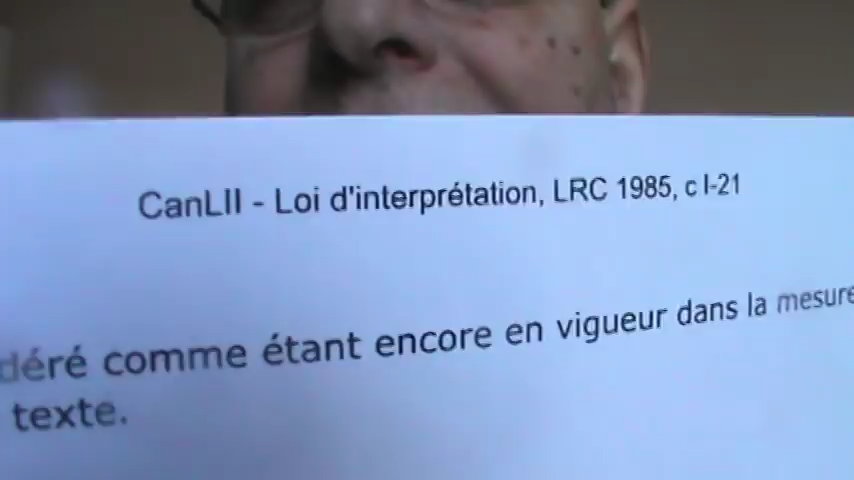 CanLII - Loi d'interprétation, LRC 1985, c I-21
déré comme étant encore en vigueur dans la mesure
texte.